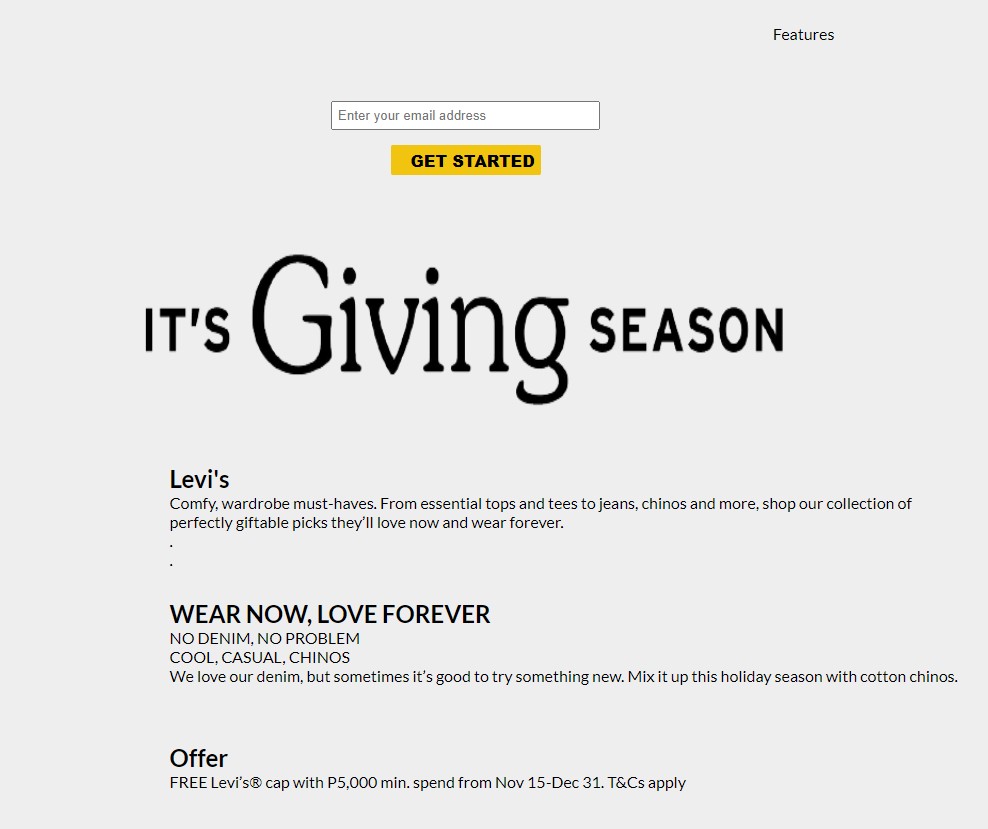 Features
Enter your email address
GET STARTED
IT'S Giving SEASON
Levi's
Comfy, wardrobe must-haves. From essential tops and tees to jeans, chinos and more, shop our collection of
perfectly giftable picks they’ll love now and wear forever.
.
.
WEAR NOW, LOVE FOREVER
NO DENIM, NO PROBLEM
COOL, CASUAL, CHINOS
We love our denim, but sometimes it’s good to try something new. Mix it up this holiday season with cotton chinos.
Offer
FREE Levi’s® cap with P5,000 min. spend from Nov 15-Dec 31. T&Cs apply